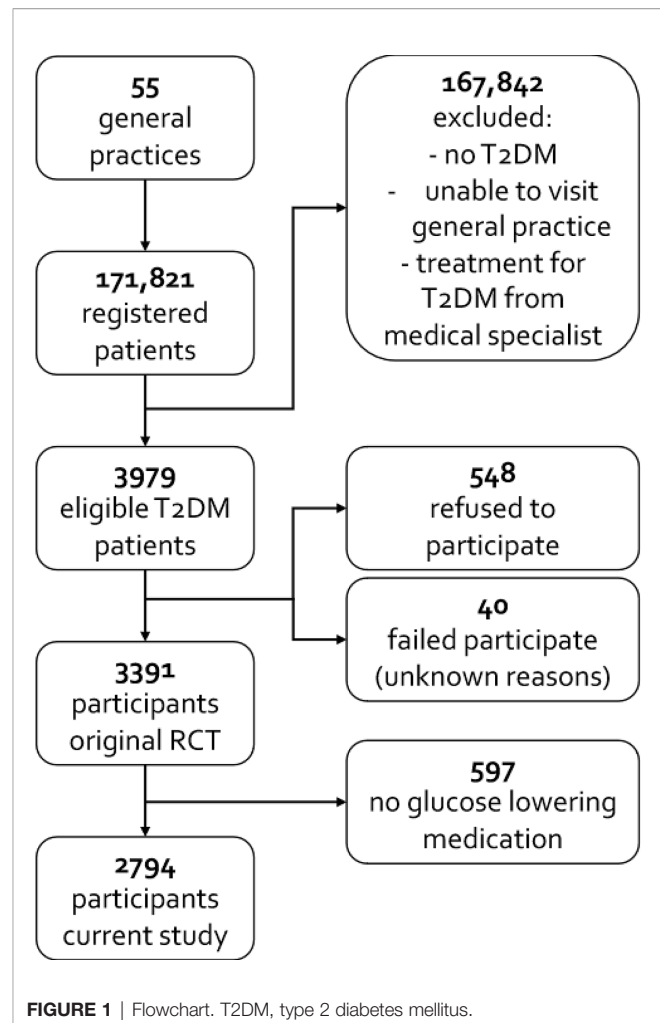 55
general
practices
167,842
excluded:
- no T2DM
- unable to visit
general practice
- treatment for
T2DM from
medical specialist
171,821
registered
patients
3979
eligible T2DM
patients
548
refused to
participate
40
failed participate
(unknown reasons)
3391
participants
original RCT
597
no glucose lowering
medication
2794
participants
current study
FIGURE 1 | Flowchart. T2DM, type 2 diabetes mellitus.